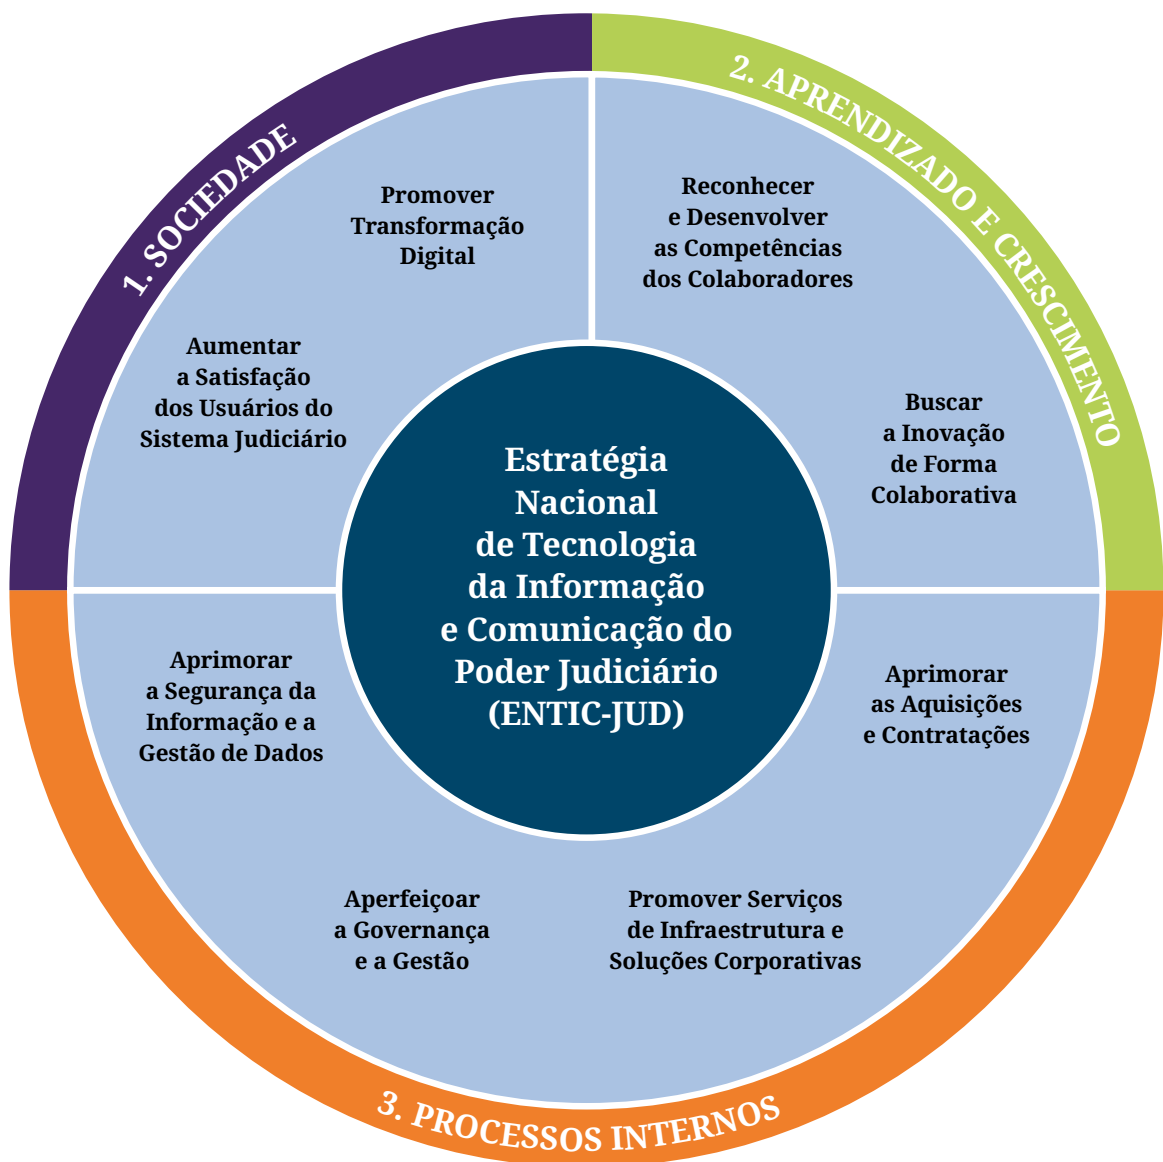 1. SOCIEDADE
Promover
Transformação
Digital
Aumentar
a Satisfação
dos Usuários do
Sistema Judiciário
2. APRENDIZADO E CRESCIMENTO
Reconhecer
e Desenvolver
as Competências
dos Colaboradores
Buscar
a Inovação
de Forma
Colaborativa
Estratégia
Nacional
de Tecnologia
da Informação
e Comunicação do
Poder Judiciário
(ENTIC-JUD)
Aprimorar
a Segurança da
Informação e a
Gestão de Dados
Aperfeiçoar
a Governança
e a Gestão
Promover Serviços
de Infraestrutura e
Soluções Corporativas
Aprimorar
as Aquisições
e Contratações
3. PROCESSOS INTERNOS